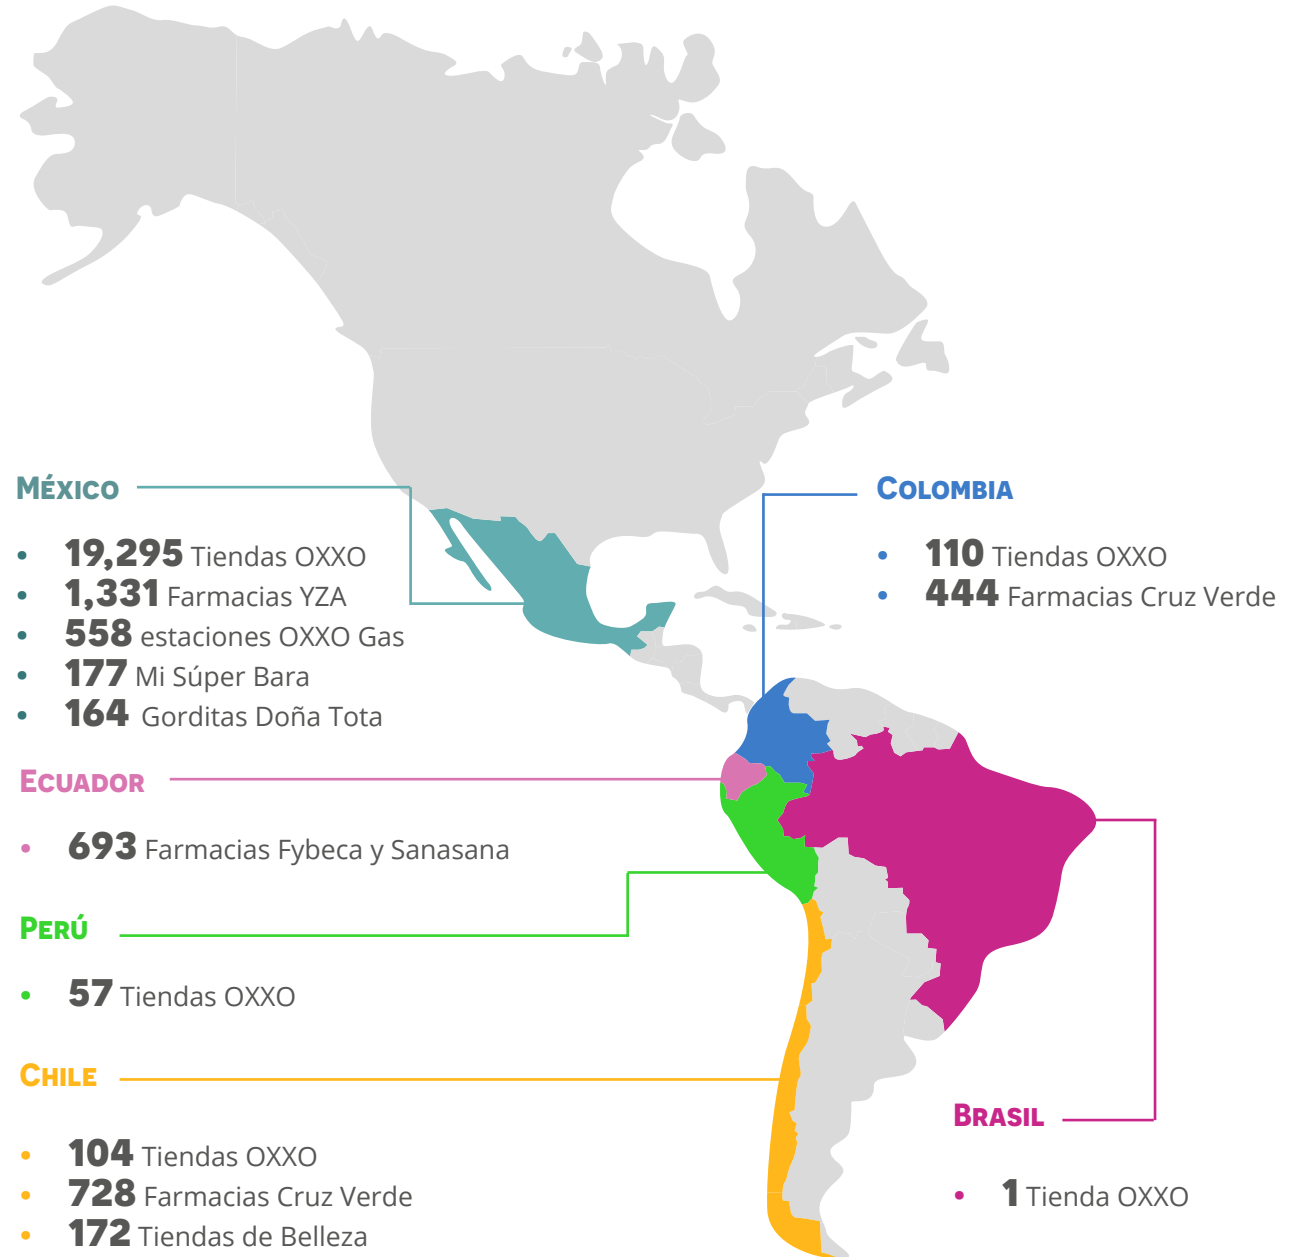 MÉXICO
• 19,295 Tiendas OXXO
• 1,331 Farmacias YZA
• 558 estaciones OXXO Gas
• 177 Mi Súper Bara
• 164 Gorditas Doña Tota
ECUADOR
• 693 Farmacias Fybeca y Sanasana
PERÚ
• 57 Tiendas OXXO
CHILE
• 104 Tiendas OXXO
• 728 Farmacias Cruz Verde
• 172 Tiendas de Belleza
COLOMBIA
• 110 Tiendas OXXO
• 444 Farmacias Cruz Verde
BRASIL
• 1 Tienda OXXO